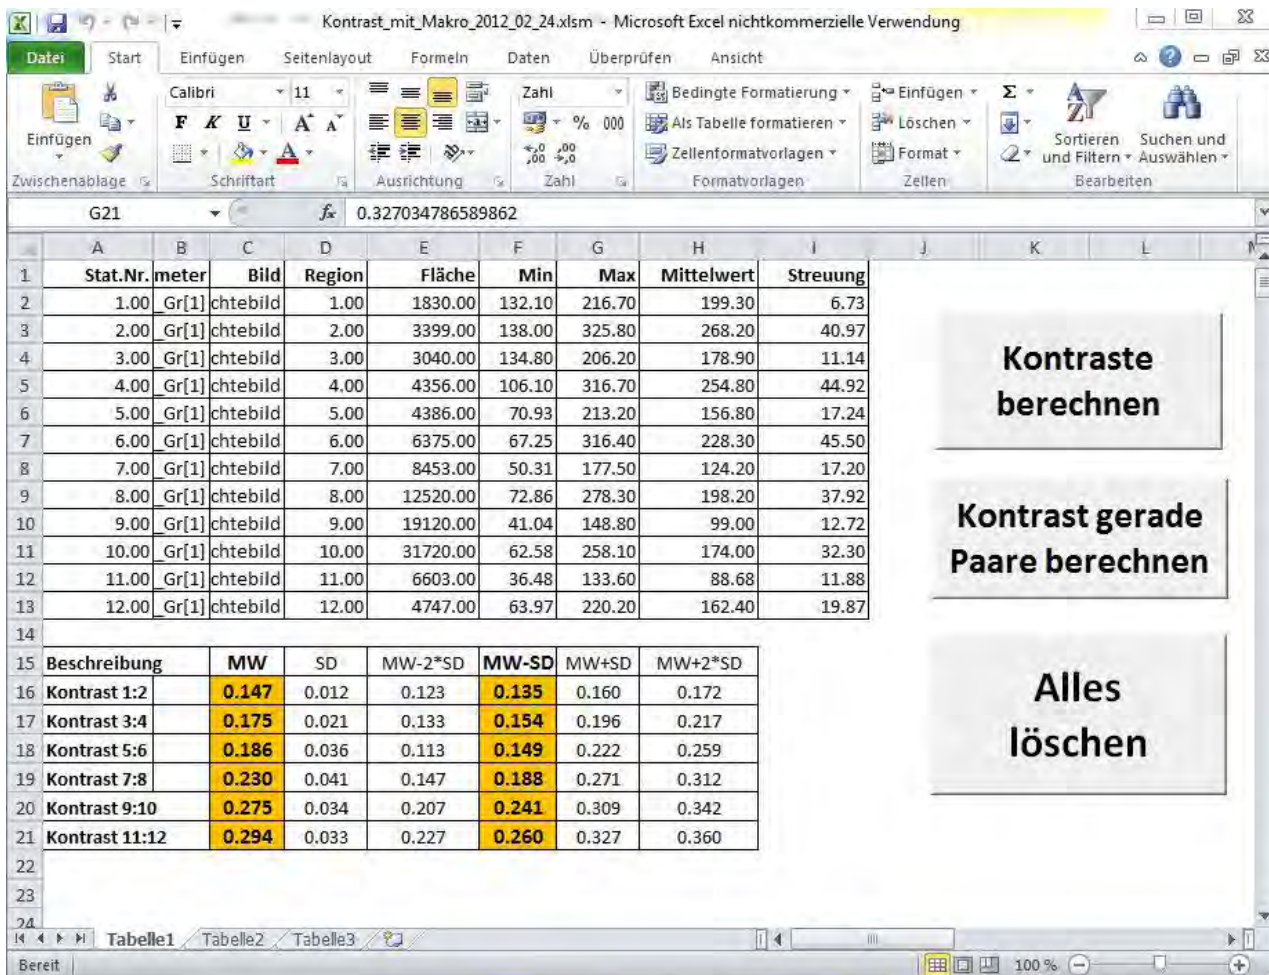 Kontrast_mit_Makro_2012_02_24.xlsm - Microsoft Excel nichtkommerzielle Verwendung
Datei Start Einfügen Seitenlayout Formeln Daten Überprüfen Ansicht
Einfügen
Calibri 11
F K U A A
Zahl
% 000
Bedingte Formatierung
Als Tabelle formatieren
Zellenformatvorlagen
Einfügen
Löschen
Format
Σ
Sortieren und Filtern
Suchen und Auswählen
Zwischenablage Schriftart Ausrichtung Zahl Formatvorlagen Zellen Bearbeiten
G21 fx 0.327034786589862
A B C D E F G H I J K L
1 Stat.Nr. meter Bild Region Fläche Min Max Mittelwert Streuung
2 1.00 _Gr[1] chtebild 1.00 1830.00 132.10 216.70 199.30 6.73
3 2.00 _Gr[1] chtebild 2.00 3399.00 138.00 325.80 268.20 40.97
4 3.00 _Gr[1] chtebild 3.00 3040.00 134.80 206.20 178.90 11.14
5 4.00 _Gr[1] chtebild 4.00 4356.00 106.10 316.70 254.80 44.92
6 5.00 _Gr[1] chtebild 5.00 4386.00 70.93 213.20 156.80 17.24
7 6.00 _Gr[1] chtebild 6.00 6375.00 67.25 316.40 228.30 45.50
8 7.00 _Gr[1] chtebild 7.00 8453.00 50.31 177.50 124.20 17.20
9 8.00 _Gr[1] chtebild 8.00 12520.00 72.86 278.30 198.20 37.92
10 9.00 _Gr[1] chtebild 9.00 19120.00 41.04 148.80 99.00 12.72
11 10.00 _Gr[1] chtebild 10.00 31720.00 62.58 258.10 174.00 32.30
12 11.00 _Gr[1] chtebild 11.00 6603.00 36.48 133.60 88.68 11.88
13 12.00 _Gr[1] chtebild 12.00 4747.00 63.97 220.20 162.40 19.87
14
15 Beschreibung MW SD MW-2*SD MW-SD MW+SD MW+2*SD
16 Kontrast 1:2 0.147 0.012 0.123 0.135 0.160 0.172
17 Kontrast 3:4 0.175 0.021 0.133 0.154 0.196 0.217
18 Kontrast 5:6 0.186 0.036 0.113 0.149 0.222 0.259
19 Kontrast 7:8 0.230 0.041 0.147 0.188 0.271 0.312
20 Kontrast 9:10 0.275 0.034 0.207 0.241 0.309 0.342
21 Kontrast 11:12 0.294 0.033 0.227 0.260 0.327 0.360
22
23
24
Kontraste
berechnen
Kontrast gerade
Paare berechnen
Alles
löschen
Tabelle1 Tabelle2 Tabelle3
Bereit 100 %